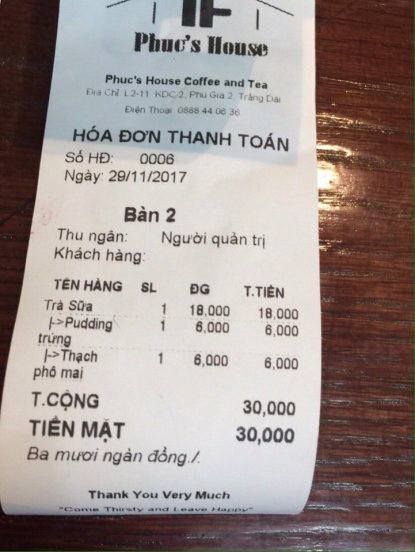 Phuc's House
Phuc's House Coffee and Tea
Địa Chỉ: L2-11 KDC 2, Phú Gia 2, Trảng Dài
Điện Thoại: 0888 44 06 36
HÓA ĐƠN THANH TOÁN
Số HĐ: 0006
Ngày: 29/11/2017
Bàn 2
Thu ngân: Người quản trị
Khách hàng:
TÊN HÀNG SL ĐG T.TIỀN
Trà Sữa 1 18,000 18,000
|->Pudding 1 6,000 6,000
trứng
|->Thạch 1 6,000 6,000
phô mai
T.CỘNG 30,000
TIỀN MẶT 30,000
Ba mươi ngàn đồng./.
Thank You Very Much
"Come Thirsty and Leave Happy"